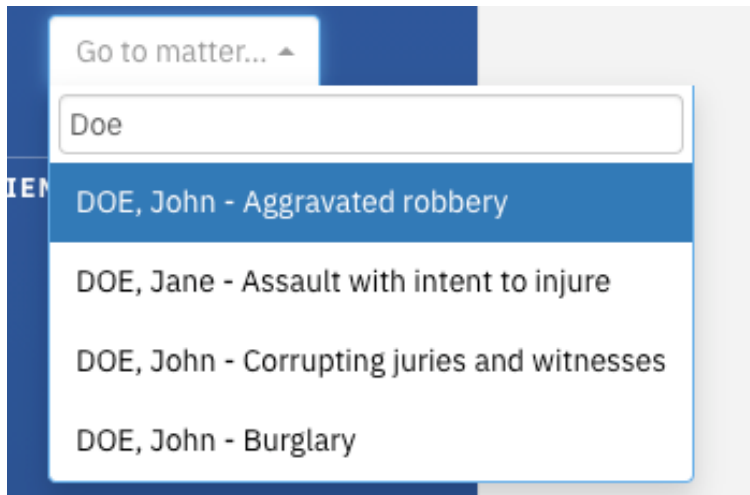 Go to matter...
Doe
IEN
DOE, John - Aggravated robbery
DOE, Jane - Assault with intent to injure
DOE, John - Corrupting juries and witnesses
DOE, John - Burglary